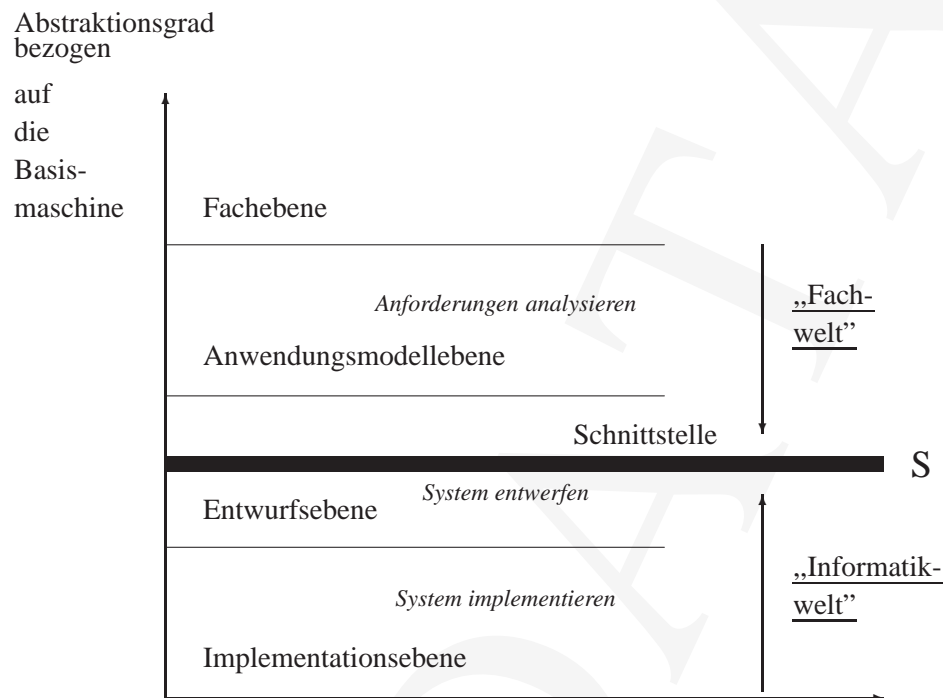 Abstraktionsgrad
bezogen
auf
die
Basis-
maschine
Fachebene
Anforderungen analysieren
„Fach-
welt”
Anwendungsmodellebene
Schnittstelle
S
System entwerfen
Entwurfsebene
„Informatik-
welt”
System implementieren
Implementationsebene